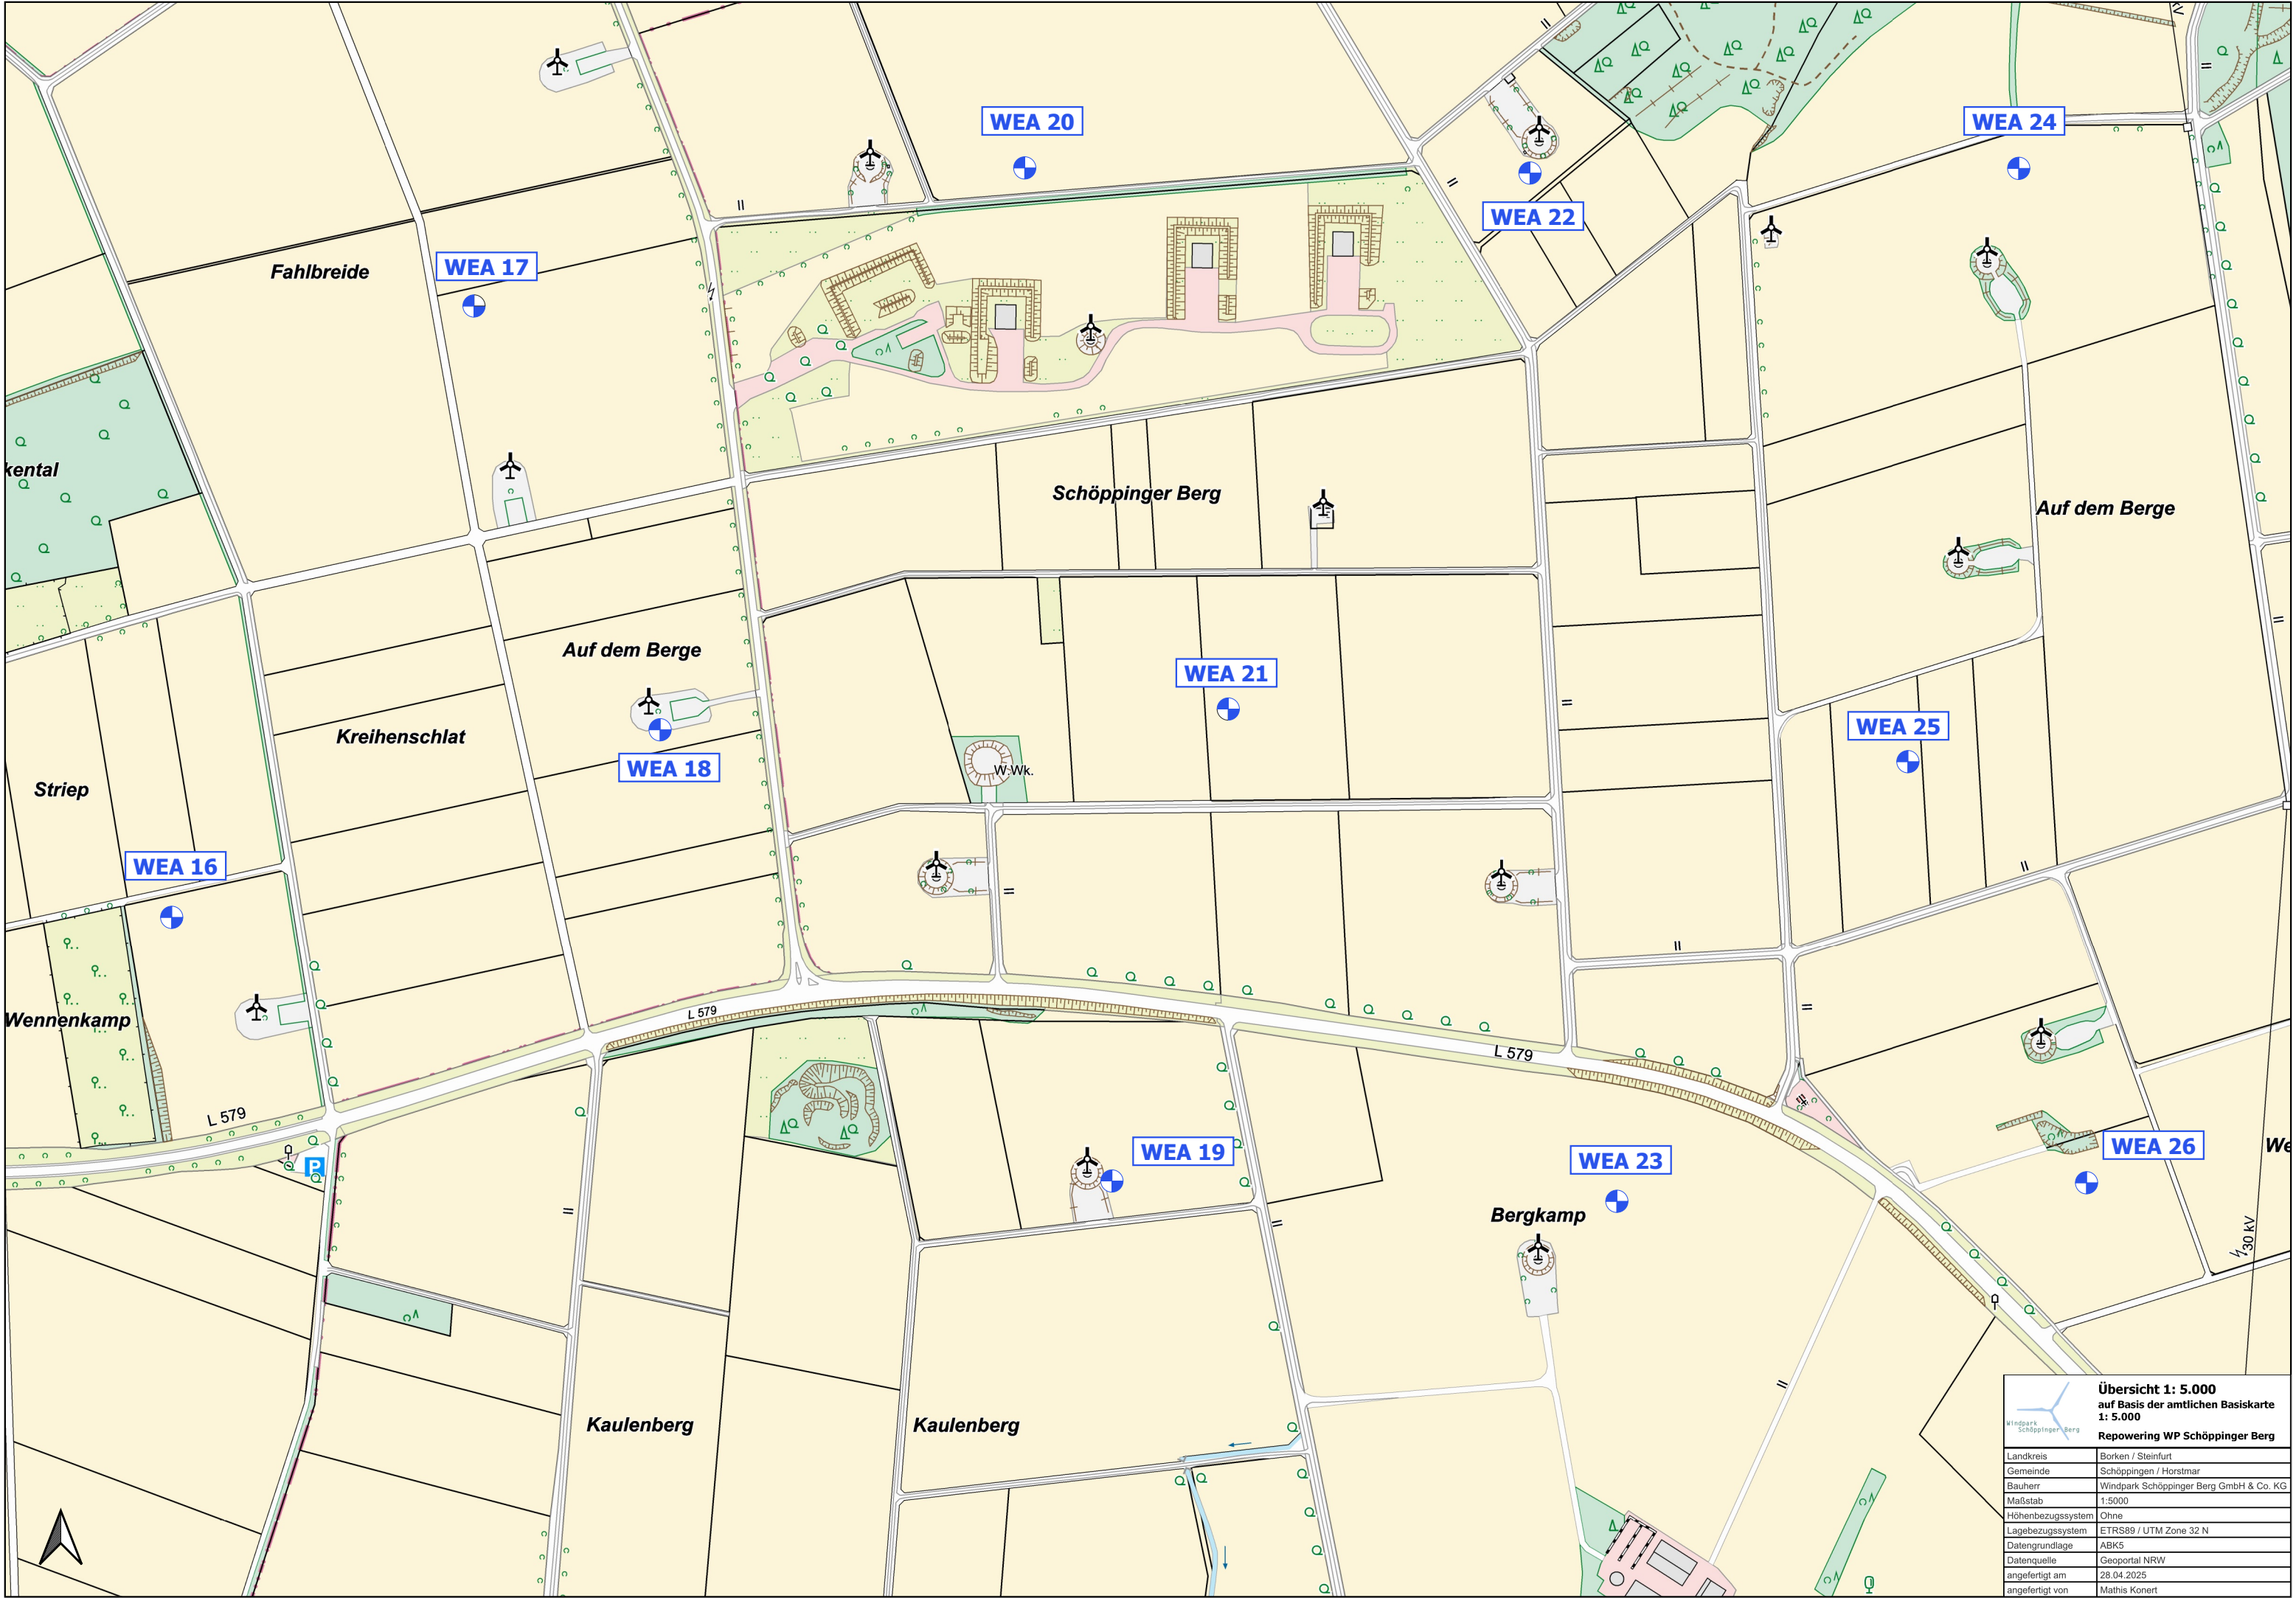 kV
WEA 20
WEA 24
WEA 22
WEA 17
Fahlbreide
kental
Schöppinger Berg
Auf dem Berge
Auf dem Berge
WEA 21
Kreihenschlat
WEA 18
WEA 25
W.Wk.
Striep
WEA 16
Wennenkamp
L 579
L 579
L 579
P
WEA 19
WEA 23
WEA 26
We
Bergkamp
30 kV
Kaulenberg
Kaulenberg
Windpark
Schöppinger Berg
Übersicht 1: 5.000
auf Basis der amtlichen Basiskarte
1: 5.000
Repowering WP Schöppinger Berg
Landkreis Borken / Steinfurt
Gemeinde Schöppingen / Horstmar
Bauherr Windpark Schöppinger Berg GmbH & Co. KG
Maßstab 1:5000
Höhenbezugssystem Ohne
Lagebezugssystem ETRS89 / UTM Zone 32 N
Datengrundlage ABK5
Datenquelle Geoportal NRW
angefertigt am 28.04.2025
angefertigt von Mathis Konert